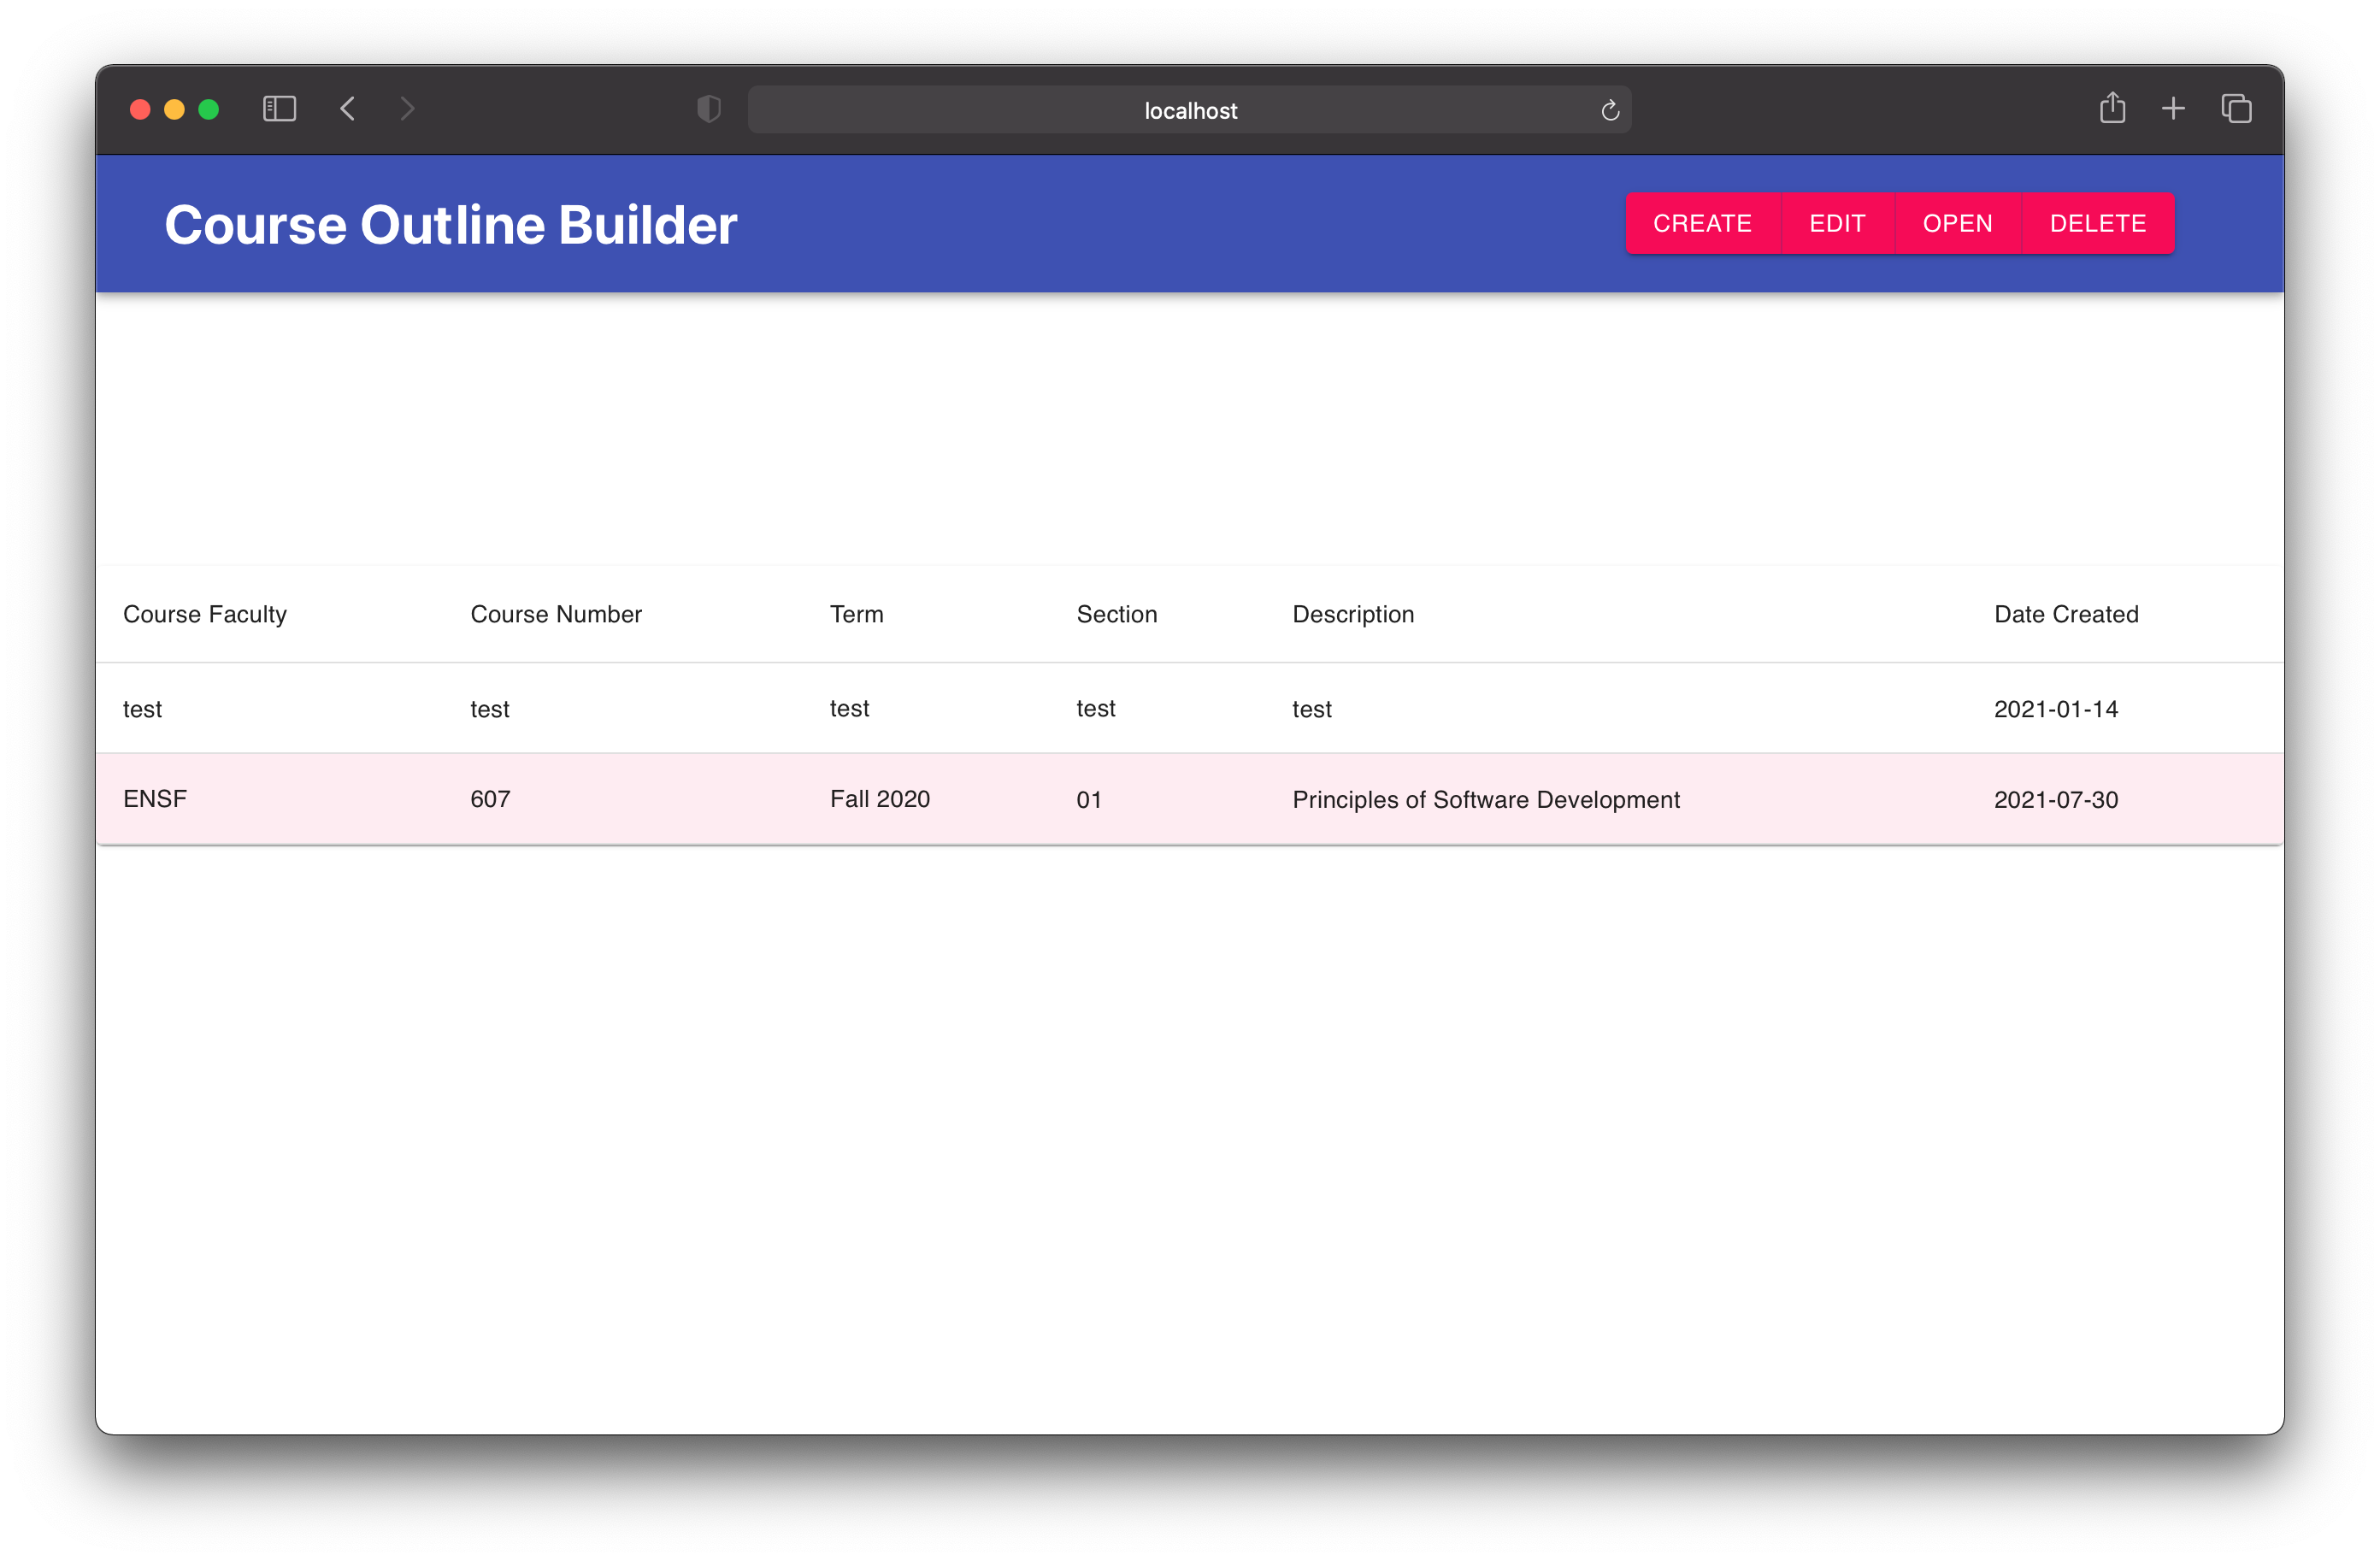 localhost
Course Outline Builder CREATE EDIT OPEN DELETE
Course Faculty Course Number Term Section Description Date Created
test test test test test 2021-01-14
ENSF 607 Fall 2020 01 Principles of Software Development 2021-07-30